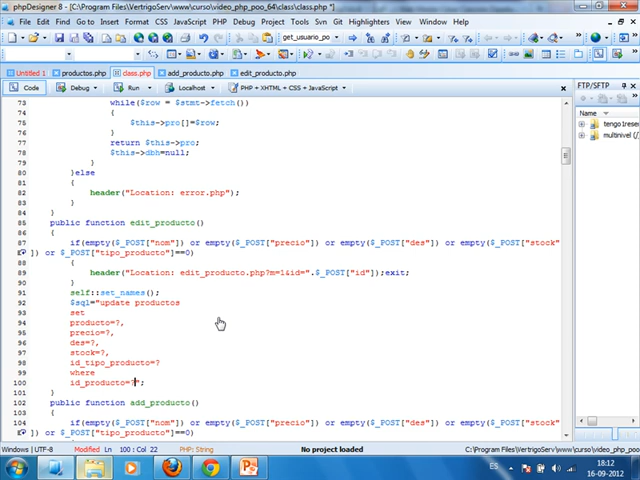 phpDesigner 8 - [C:\Program Files\VertrigoServ\www\curso\video_php_poo_64\class\class.php *]
File Edit Search Insert Format HTML CSS JavaScript PHP Debug Project Tools SVN Git Highlighters View Window Help
get_usuario_po
Untitled 1 productos.php class.php add_producto.php edit_producto.php
Code Debug Run Localhost PHP + XHTML + CSS + JavaScript
FTP/SFTP
Name
tengo1rese
multinivel (/
73 while($row = $stmt->fetch())
74 {
75 $this->pro[]=$row;
76 }
77 return $this->pro;
78 $this->dbh=null;
79 }
80 }else
81 {
82 header("Location: error.php");
83 }
84 }
85 public function edit_producto()
86 {
87 if(empty($_POST["nom"]) or empty($_POST["precio"]) or empty($_POST["des"]) or empty($_POST["stock"
]) or $_POST["tipo_producto"]==0)
88 {
89 header("Location: edit_producto.php?m=1&id=".$_POST["id"]);exit;
90 }
91 self::set_names();
92 $sql="update productos
93 set
94 producto=?,
95 precio=?,
96 des=?,
97 stock=?,
98 id_tipo_producto=?
99 where
100 id_producto=?";
101 }
102 public function add_producto()
103 {
104 if(empty($_POST["nom"]) or empty($_POST["precio"]) or empty($_POST["des"]) or empty($_POST["stock"
]) or $_POST["tipo_producto"]==0)
Windows UTF-8 Modified Ln 100 : Col 22 PHP: String No project loaded C:\Program Files\VertrigoServ\www\curso\video_php_poo
ES 18:12
16-09-2012